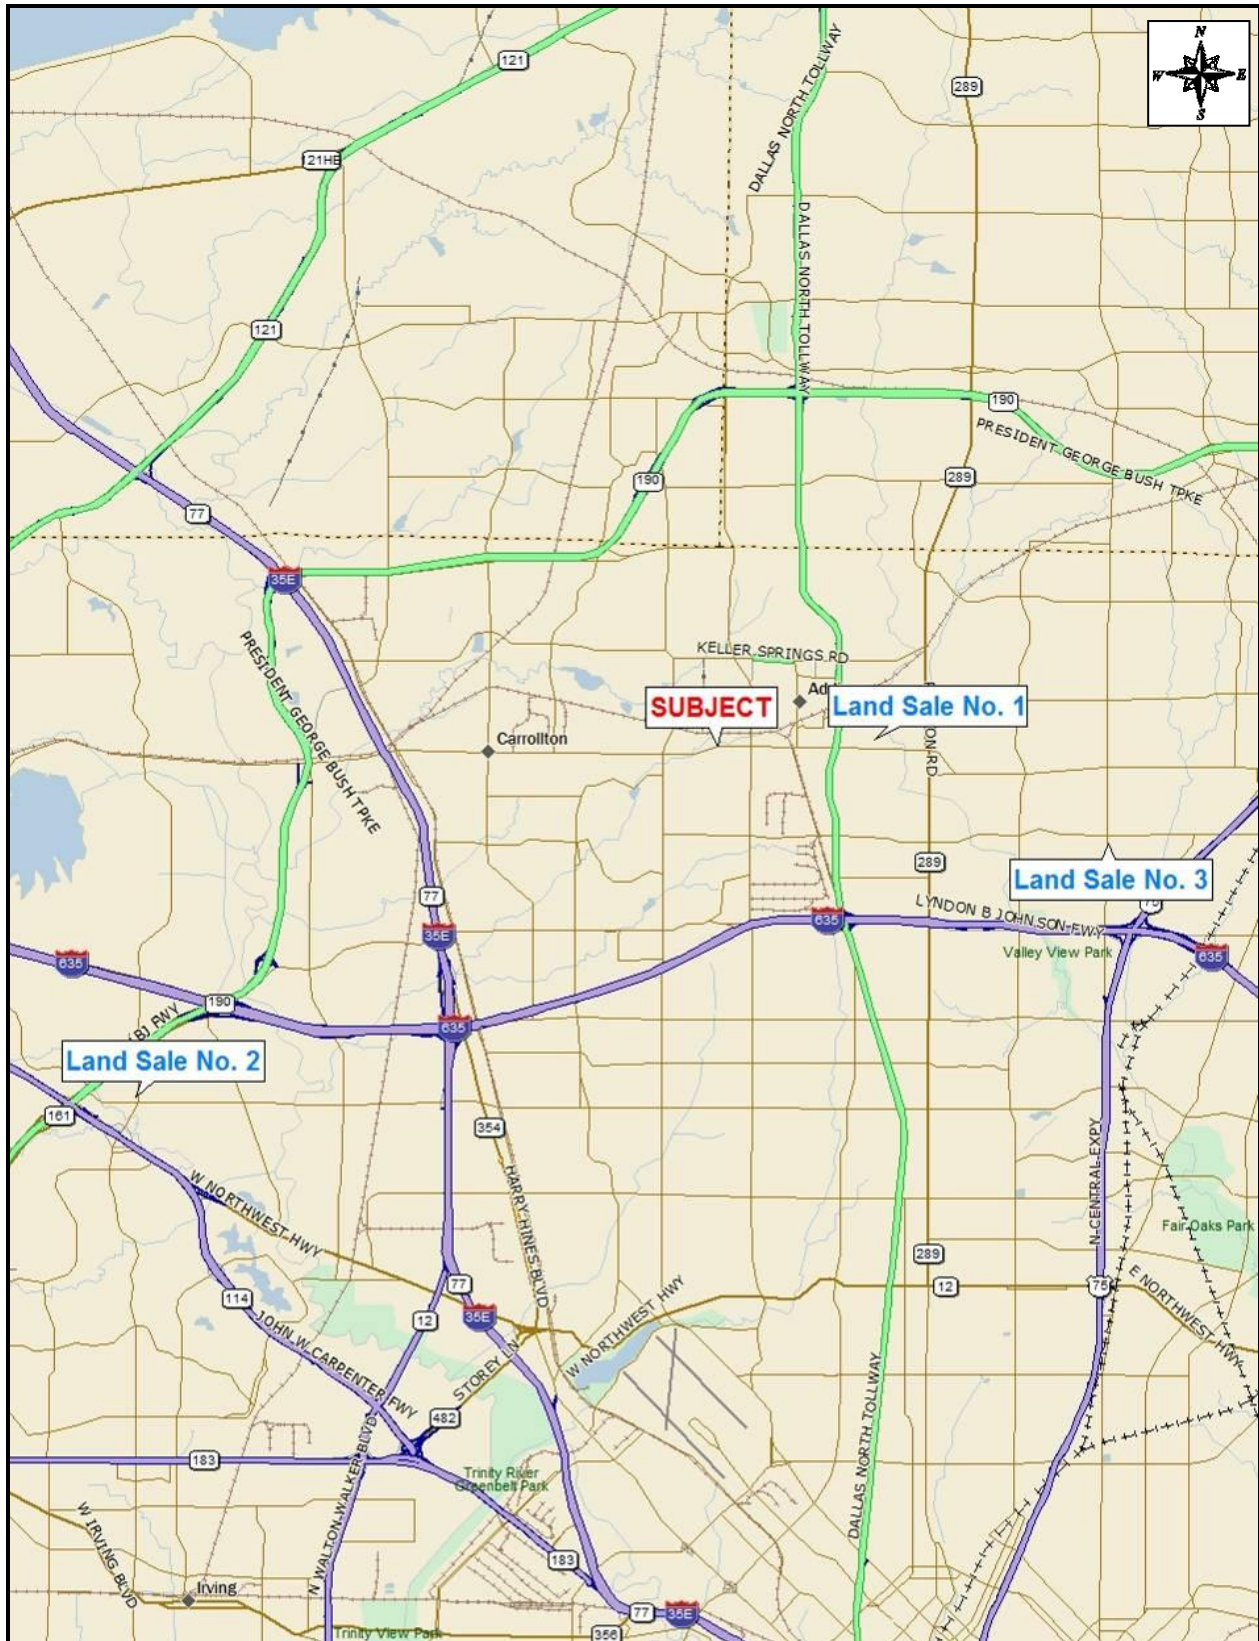 N
W E
S
121
289
DALLAS NORTH TOLLWAY
121HB
DALLAS NORTH TOLLWAY
121
190
PRESIDENT GEORGE BUSH TPKE
190
289
77
35E
KELLER SPRINGS RD
PRESIDENT GEORGE BUSH TPKE
SUBJECT
Land Sale No. 1
Carrollton
ON RD
289
Land Sale No. 3
77
635
LYNDON B JOHNSON FWY
35E
Valley View Park
635
635
190
BJ FWY
635
Land Sale No. 2
161
354
N CENTRAL EXPY
W NORTHWEST HWY
HARRY HINES BLVD
Fair Oaks Park
289
77
12
75
E NORTHWEST HWY
114
12
35E
W NORTHWEST HWY
JOHN W CARPENTER FWY
STOREY LN
DALLAS NORTH TOLLWAY
482
183
N WALTON WALKER BLVD
Trinity River
Greenbelt Park
W IRVING BLVD
183
Irving
77
35E
Trinity View Park
356